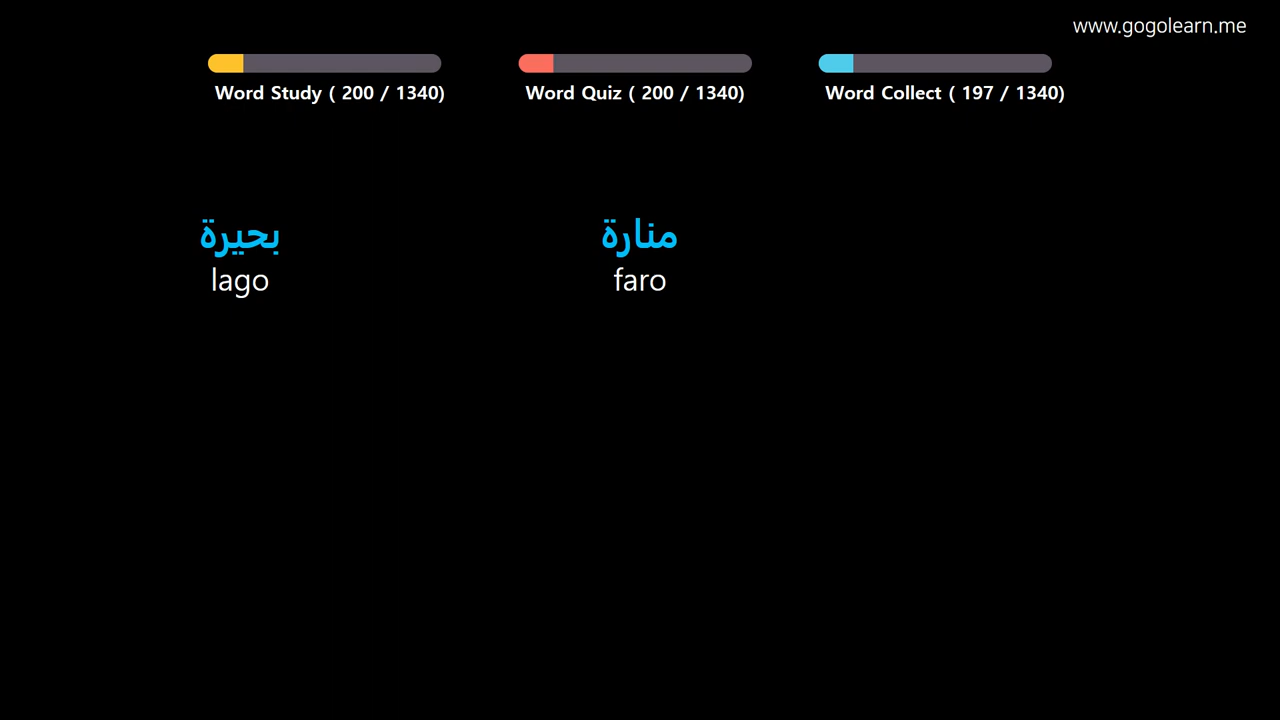 www.gogolearn.me
Word Study ( 200 / 1340)
Word Quiz ( 200 / 1340)
Word Collect ( 197 / 1340)
بحيرة
lago
منارة
faro